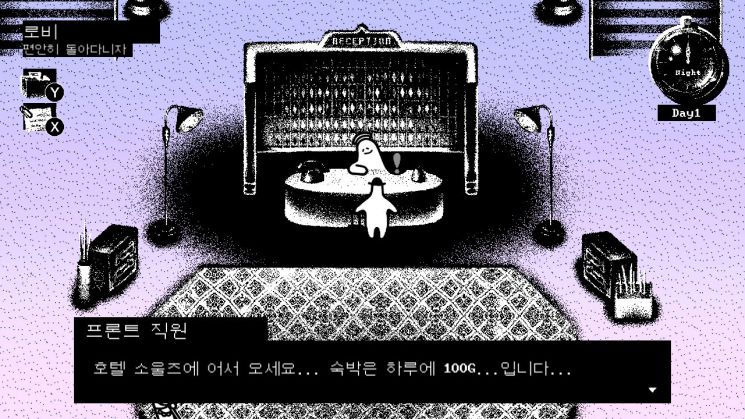 로비
편안히 돌아다니자
Y
X
RECEPTION
Night
Day1
프론트 직원
호텔 소울즈에 어서 오세요... 숙박은 하루에 100G...입니다...